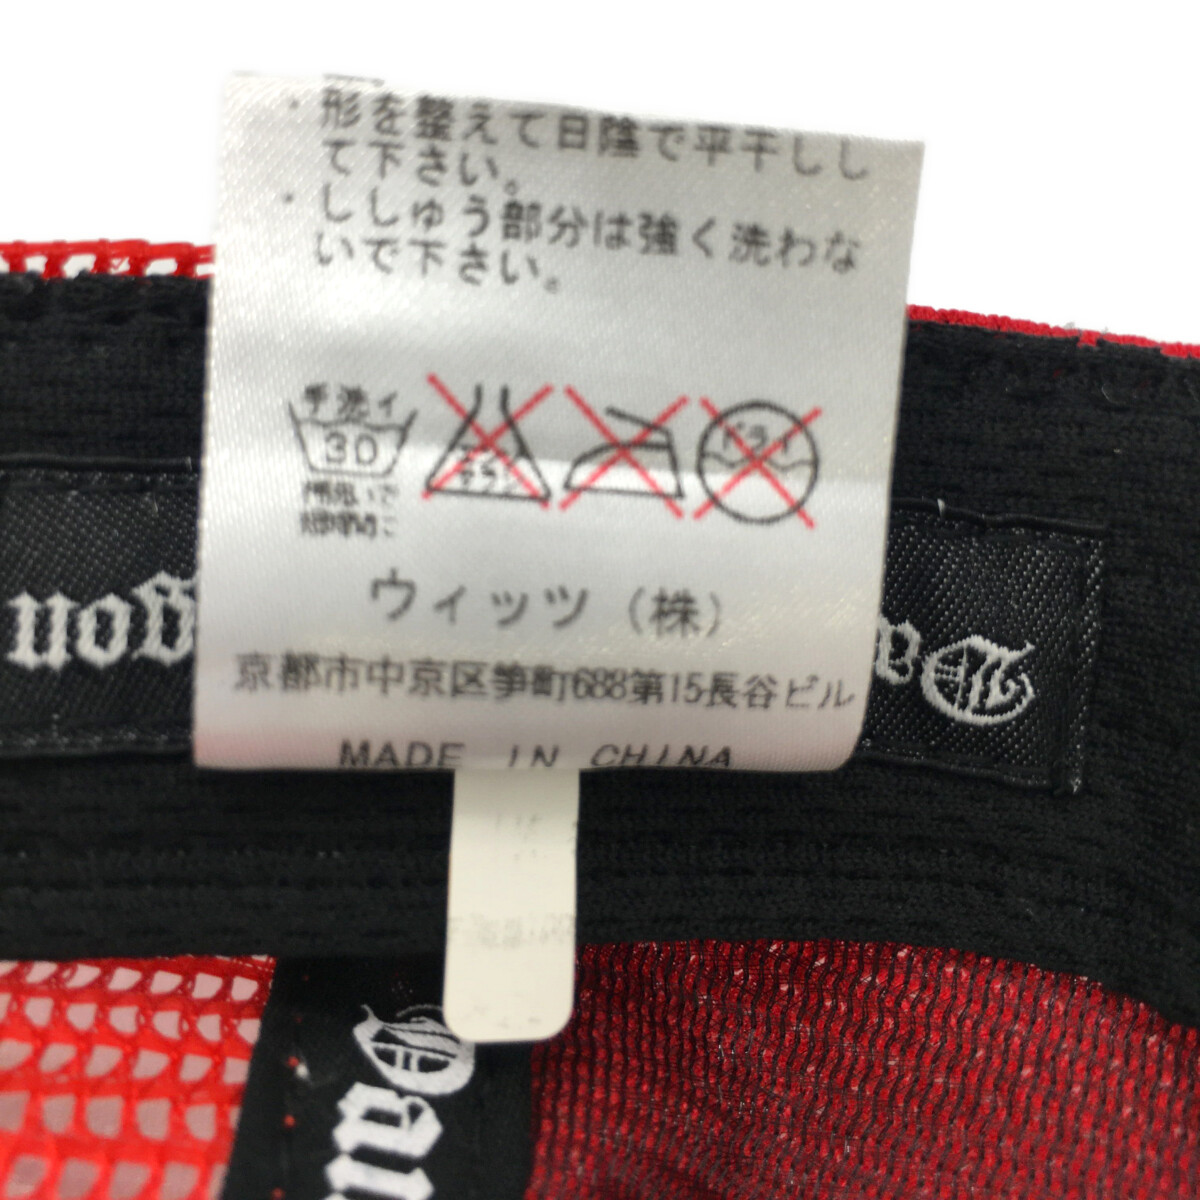 ・形を整えて日陰で平干しし
て下さい。
・ししゅう部分は強く洗わな
いで下さい。
手洗イ
30
ドライ
ウィッツ（株）
京都市中京区笋町688第15長谷ビル
MADE IN CHINA